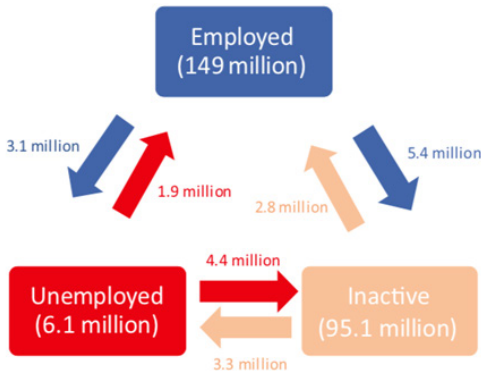 Employed
(149 million)
3.1 million
1.9 million
2.8 million
5.4 million
4.4 million
Unemployed
(6.1 million)
Inactive
(95.1 million)
3.3 million